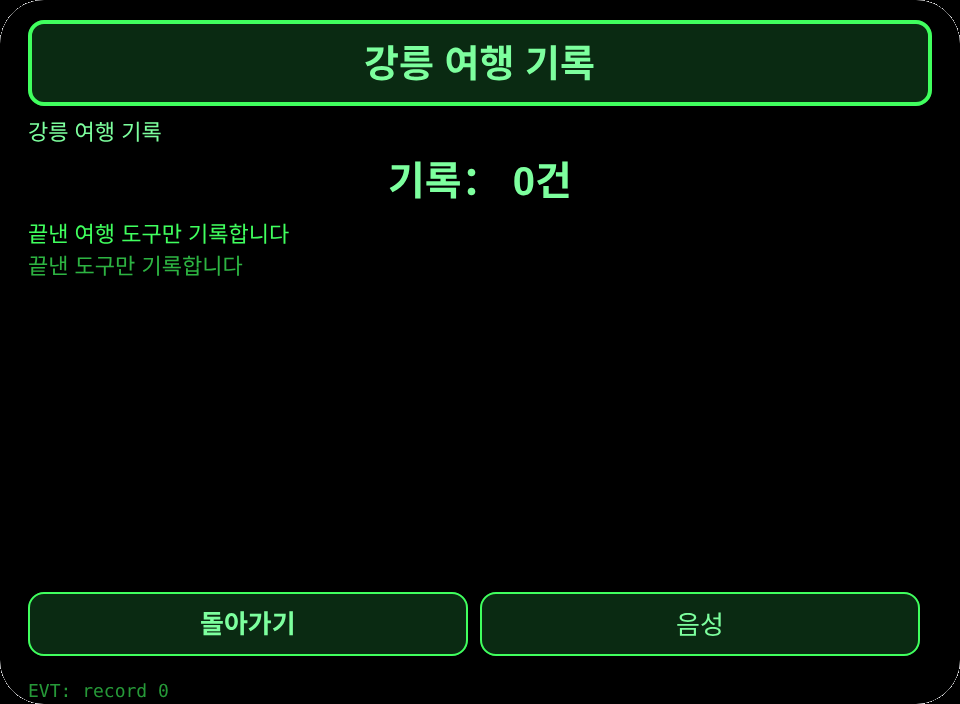 강릉 여행 기록
강릉 여행 기록
기록: 0건
끝낸 여행 도구만 기록합니다
끝낸 도구만 기록합니다
돌아가기
음성
EVT: record 0